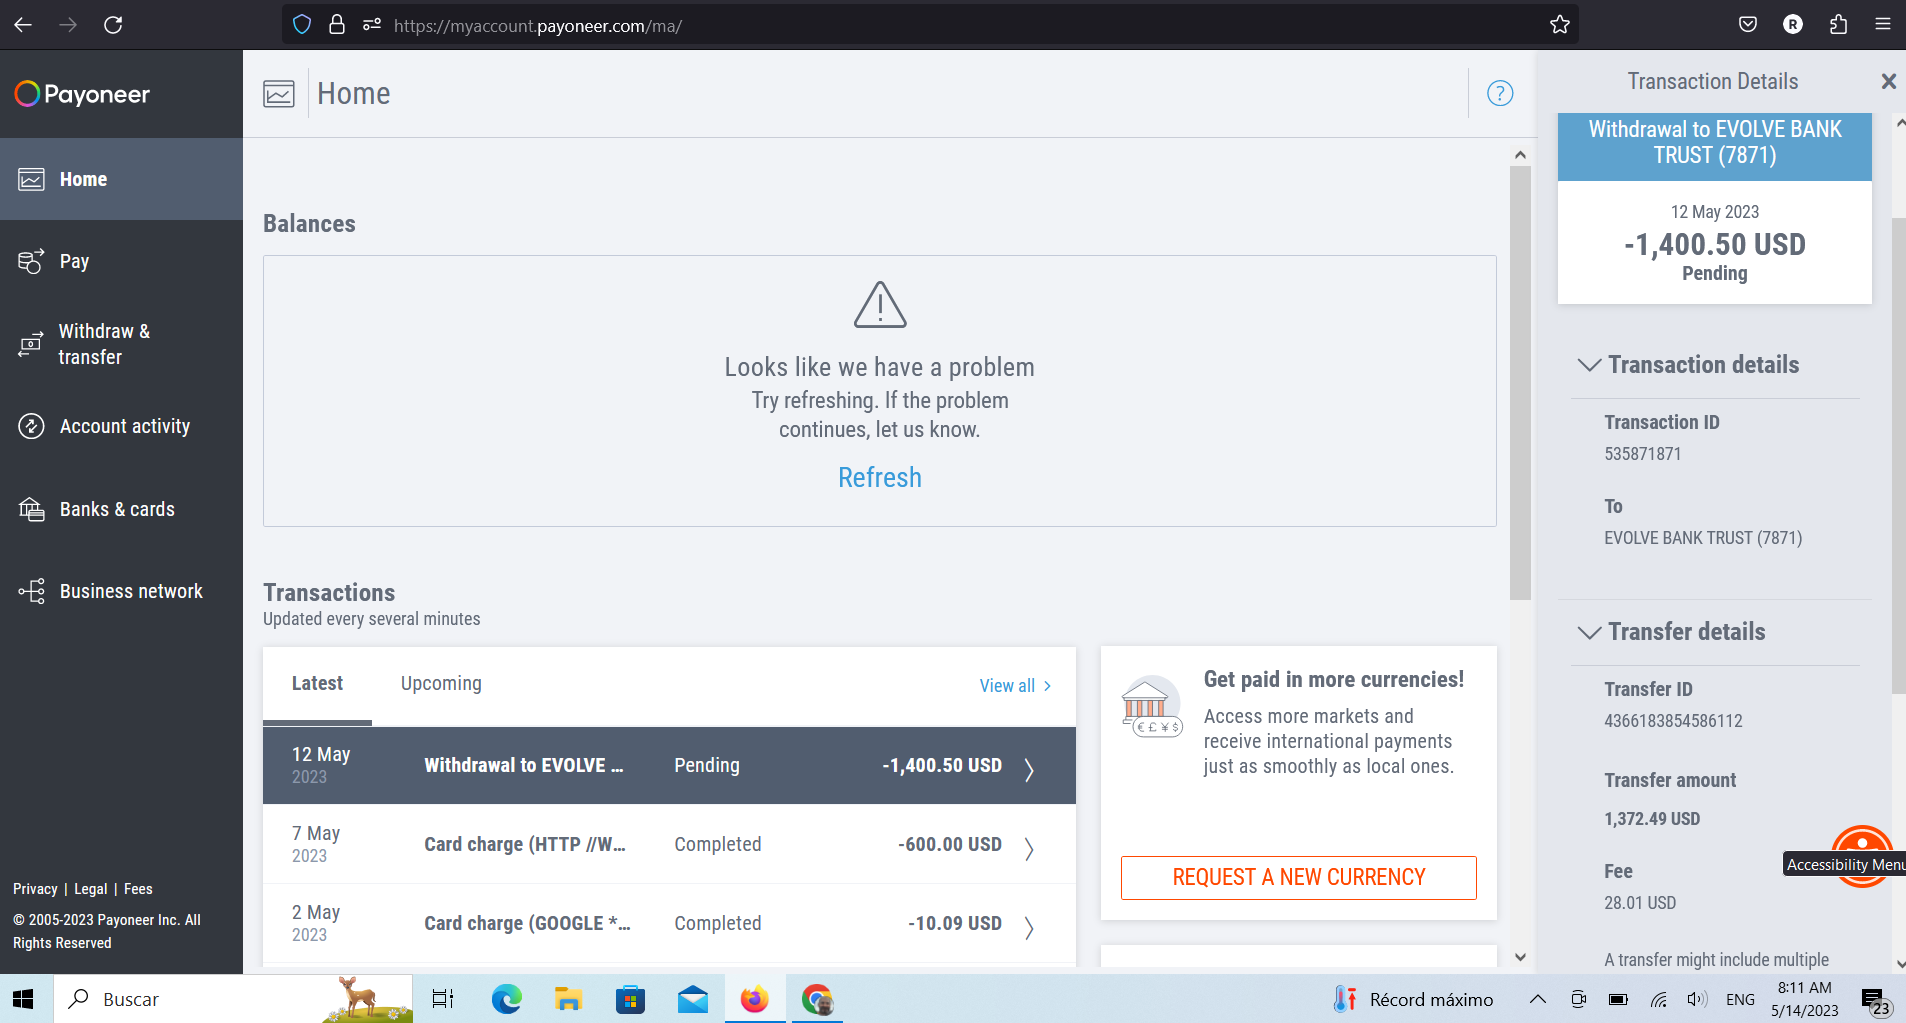 https://myaccount.payoneer.com/ma/
R
Payoneer
Home
Pay
Withdraw &
transfer
Account activity
Banks & cards
Business network
Privacy | Legal | Fees
© 2005-2023 Payoneer Inc. All
Rights Reserved
Home
?
Balances
Looks like we have a problem
Try refreshing. If the problem
continues, let us know.
Refresh
Transactions
Updated every several minutes
Latest
Upcoming
View all >
12 May
2023
Withdrawal to EVOLVE ...
Pending
-1,400.50 USD
7 May
2023
Card charge (HTTP //W...
Completed
-600.00 USD
2 May
2023
Card charge (GOOGLE *...
Completed
-10.09 USD
€ £ ¥ $
Get paid in more currencies!
Access more markets and
receive international payments
just as smoothly as local ones.
REQUEST A NEW CURRENCY
Transaction Details
Withdrawal to EVOLVE BANK
TRUST (7871)
12 May 2023
-1,400.50 USD
Pending
Transaction details
Transaction ID
535871871
To
EVOLVE BANK TRUST (7871)
Transfer details
Transfer ID
4366183854586112
Transfer amount
1,372.49 USD
Accessibility Menu
Fee
28.01 USD
A transfer might include multiple
Buscar
Récord máximo
ENG
8:11 AM
5/14/2023
23